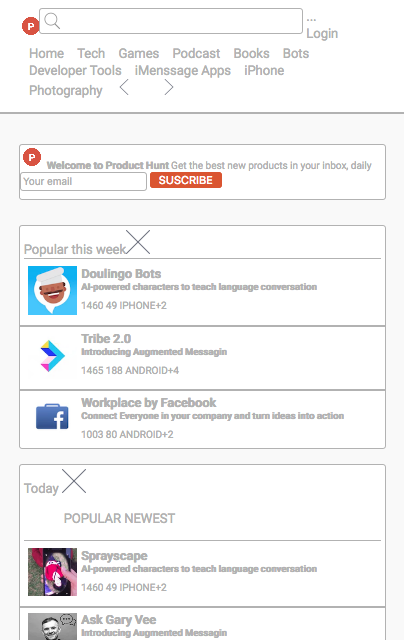 P
...
Login
Home Tech Games Podcast Books Bots
Developer Tools iMenssage Apps iPhone
Photography
P Welcome to Product Hunt Get the best new products in your inbox, daily
Your email SUSCRIBE
Popular this week
Doulingo Bots
AI-powered characters to teach language conversation
1460 49 IPHONE+2
Tribe 2.0
Introducing Augmented Messagin
1465 188 ANDROID+4
Workplace by Facebook
Connect Everyone in your company and turn ideas into action
1003 80 ANDROID+2
Today
POPULAR NEWEST
Sprayscape
AI-powered characters to teach language conversation
1460 49 IPHONE+2
Ask Gary Vee
Introducing Augmented Messagin